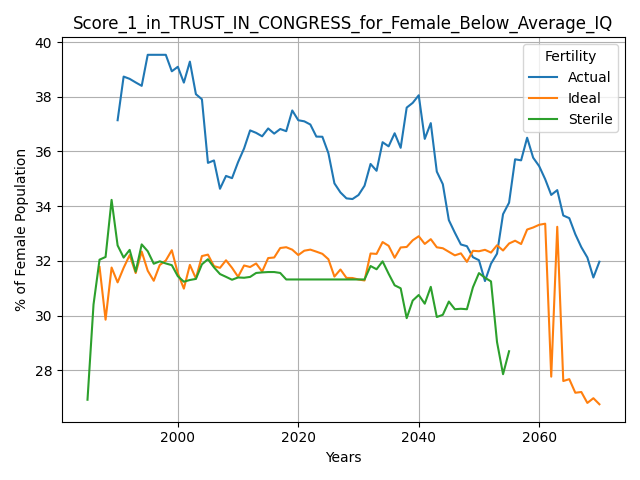 Score_1_in_TRUST_IN_CONGRESS_for_Female_Below_Average_IQ
Fertility
Actual
Ideal
Sterile
% of Female Population
40
38
36
34
32
30
28
2000
2020
2040
2060
Years